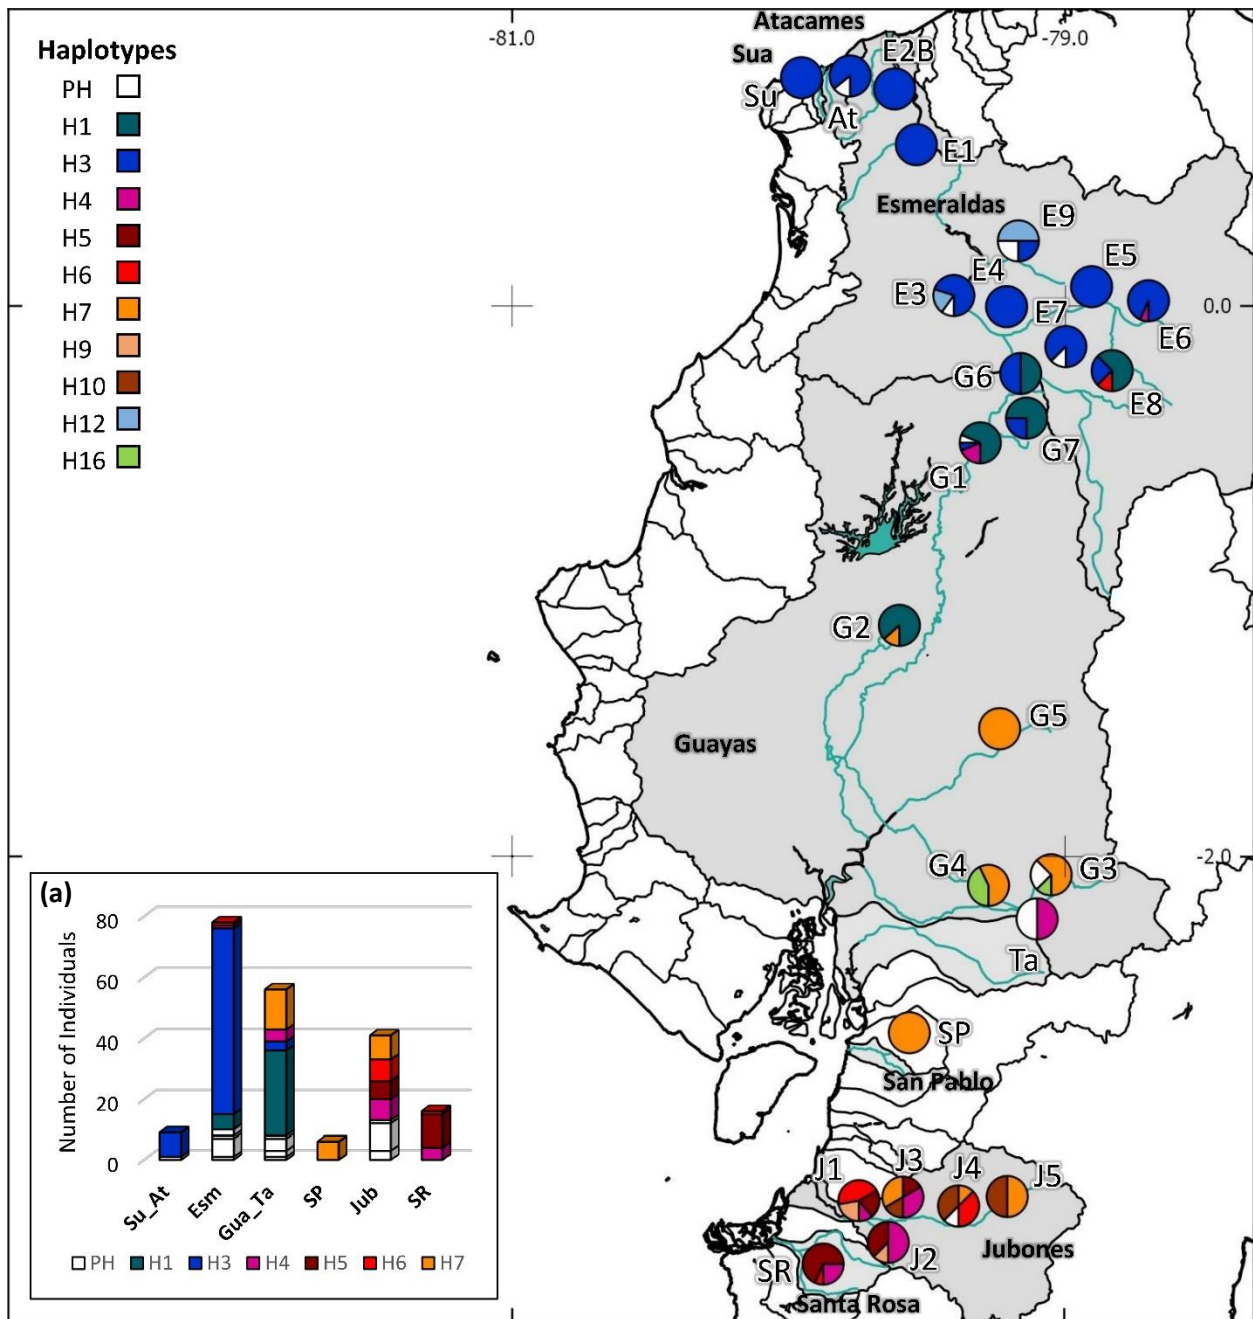 Atacames
Sua
-81.0
-79.0
Haplotypes
PH
H1
H3
H4
H5
H6
H7
H9
H10
H12
H16
E2B
Su
At
E1
Esmeraldas
E9
E5
E4
E3
E7
0.0
E6
G6
E8
G7
G1
G2
G5
Guayas
-2.0
G4
G3
Ta
SP
San Pablo
J1
J3
J4
J5
J2
Jubones
SR
Santa Rosa
(a)
Number of Individuals
80
60
40
20
0
Su_At
Esm
Gua_Ta
SP
Jub
SR
PH H1 H3 H4 H5 H6 H7